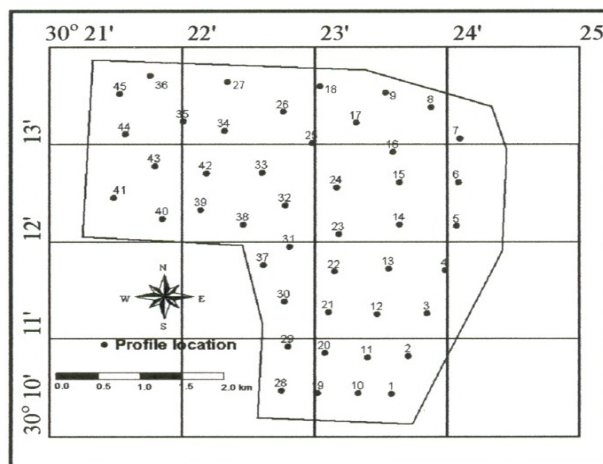 30° 21' 22' 23' 24' 25
45 36 27 18 9 8
26
35 34 17 7
13' 44 25 16
43 42 33 24 15 6
41 39 32
40 38 23 14 5
12'
31
37 22 13 4
N
W E
S
30 21 12 3
11'
Profile location
29 20 11 2
0.0 0.5 1.0 1.5 2.0 km
28 19 10 1
30° 10'